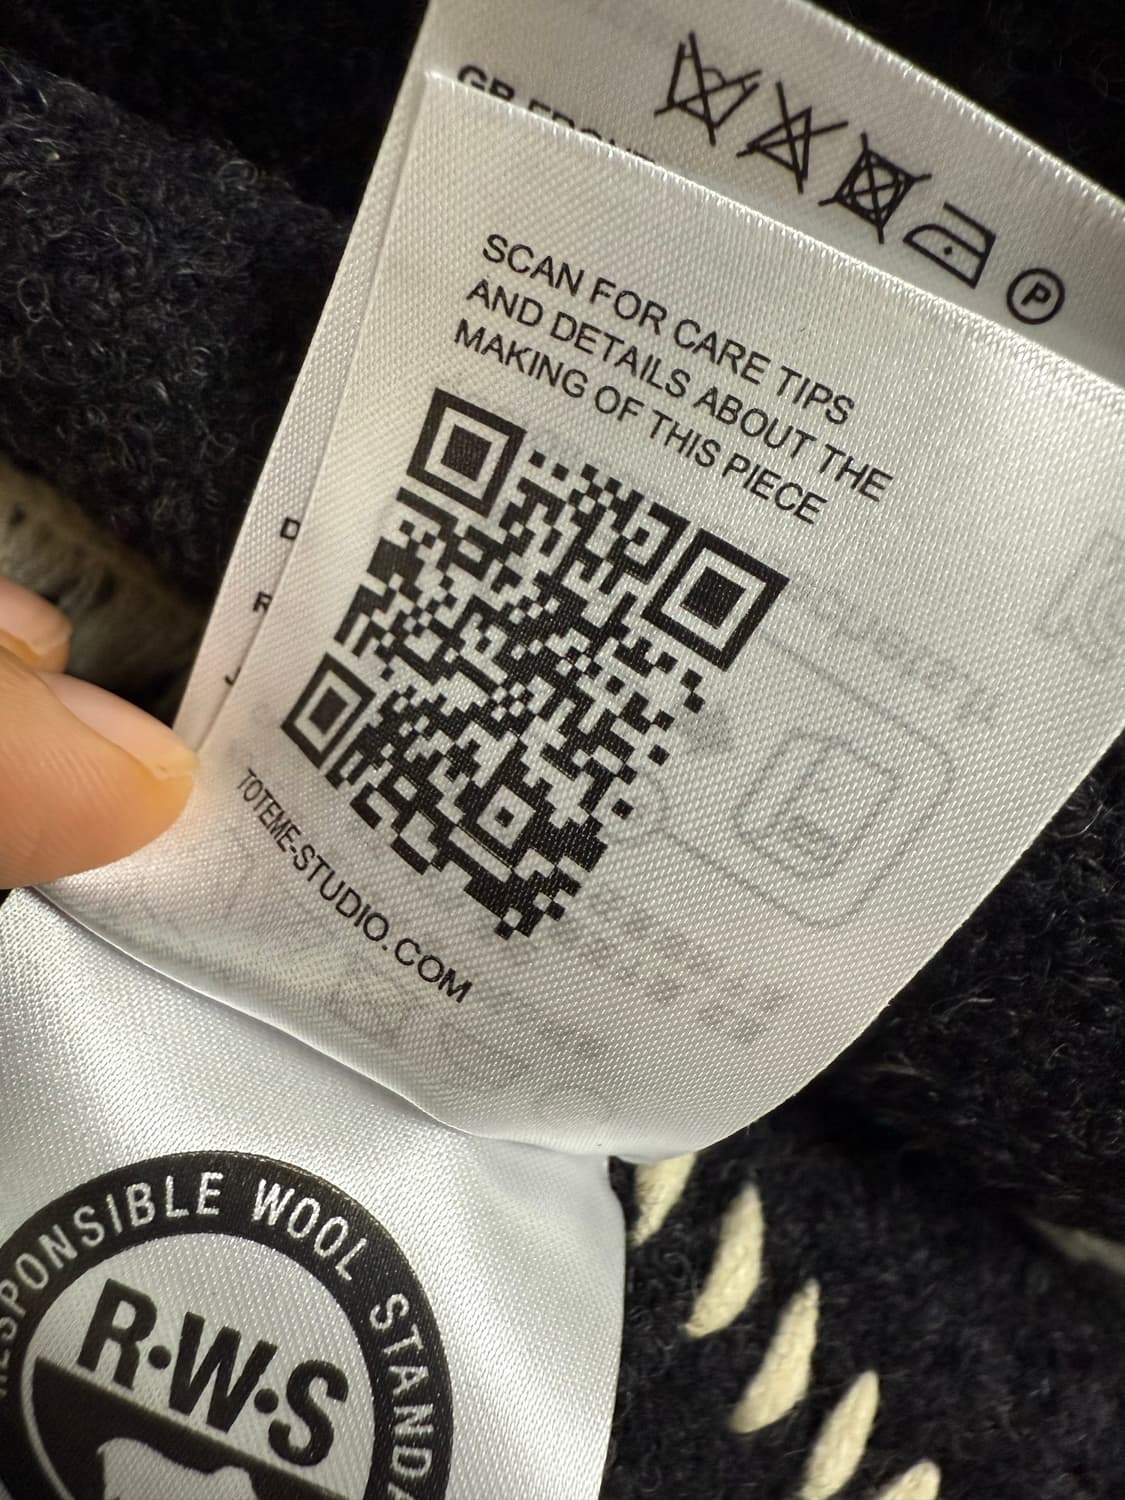 SCAN FOR CARE TIPS
AND DETAILS ABOUT THE
MAKING OF THIS PIECE
TOTEME-STUDIO.COM
P
RESPONSIBLE WOOL STANDA
R·W·S